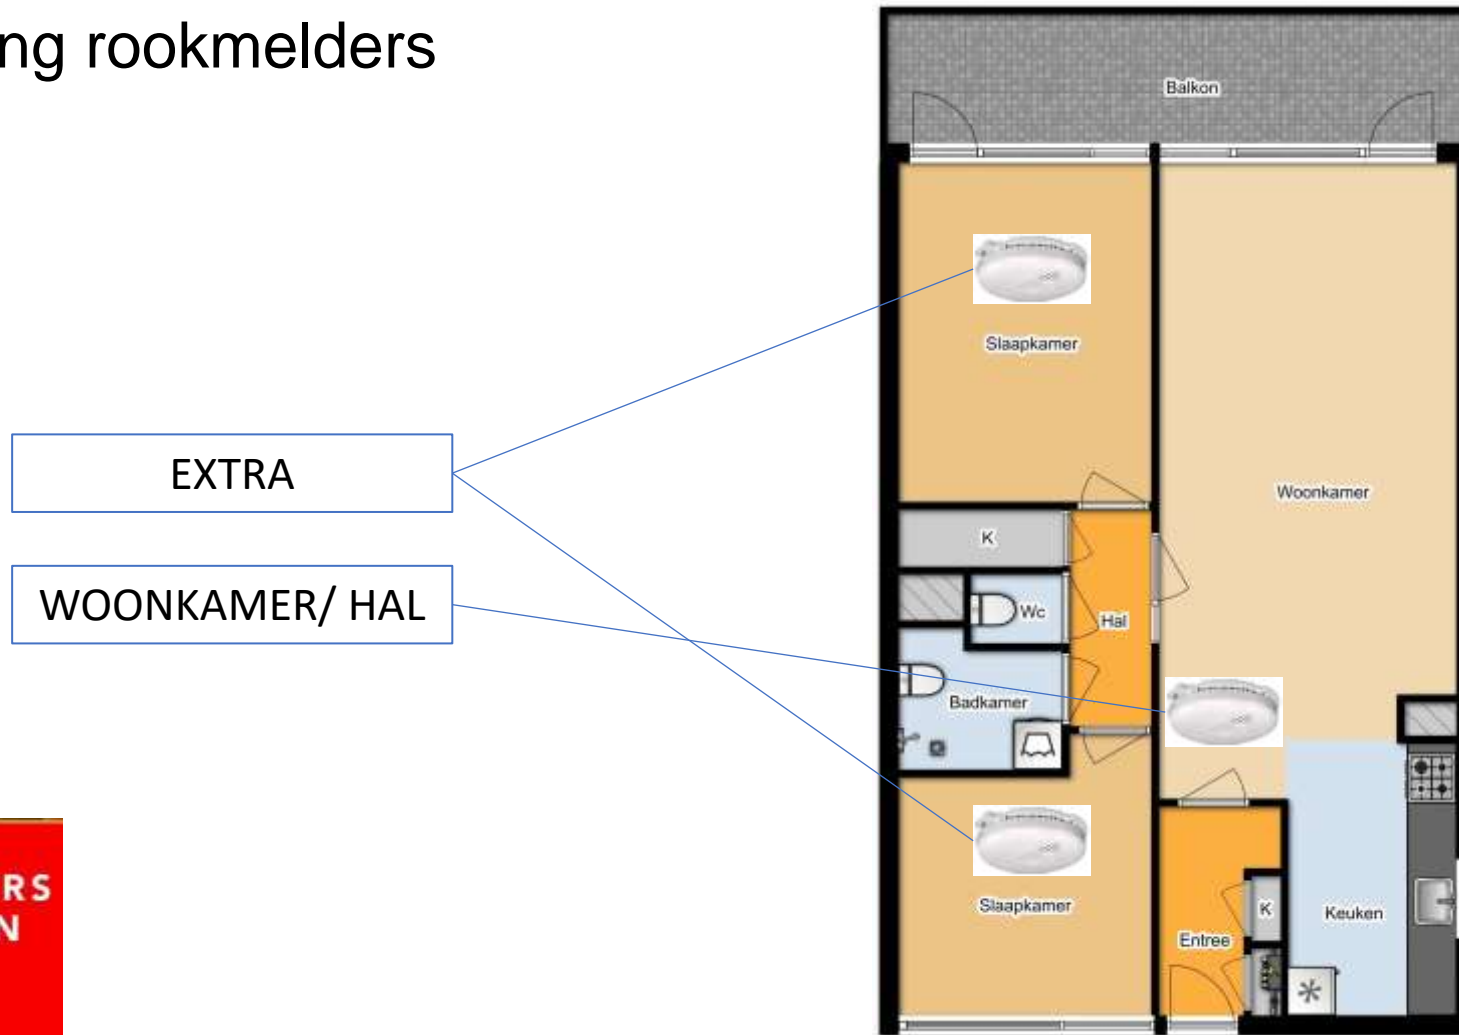 ng rookmelders
Balkon
Slaapkamer
EXTRA
Woonkamer
K
WOONKAMER/ HAL
Wc
Hal
Badkamer
RS
N
Slaapkamer
K
Keuken
Entree